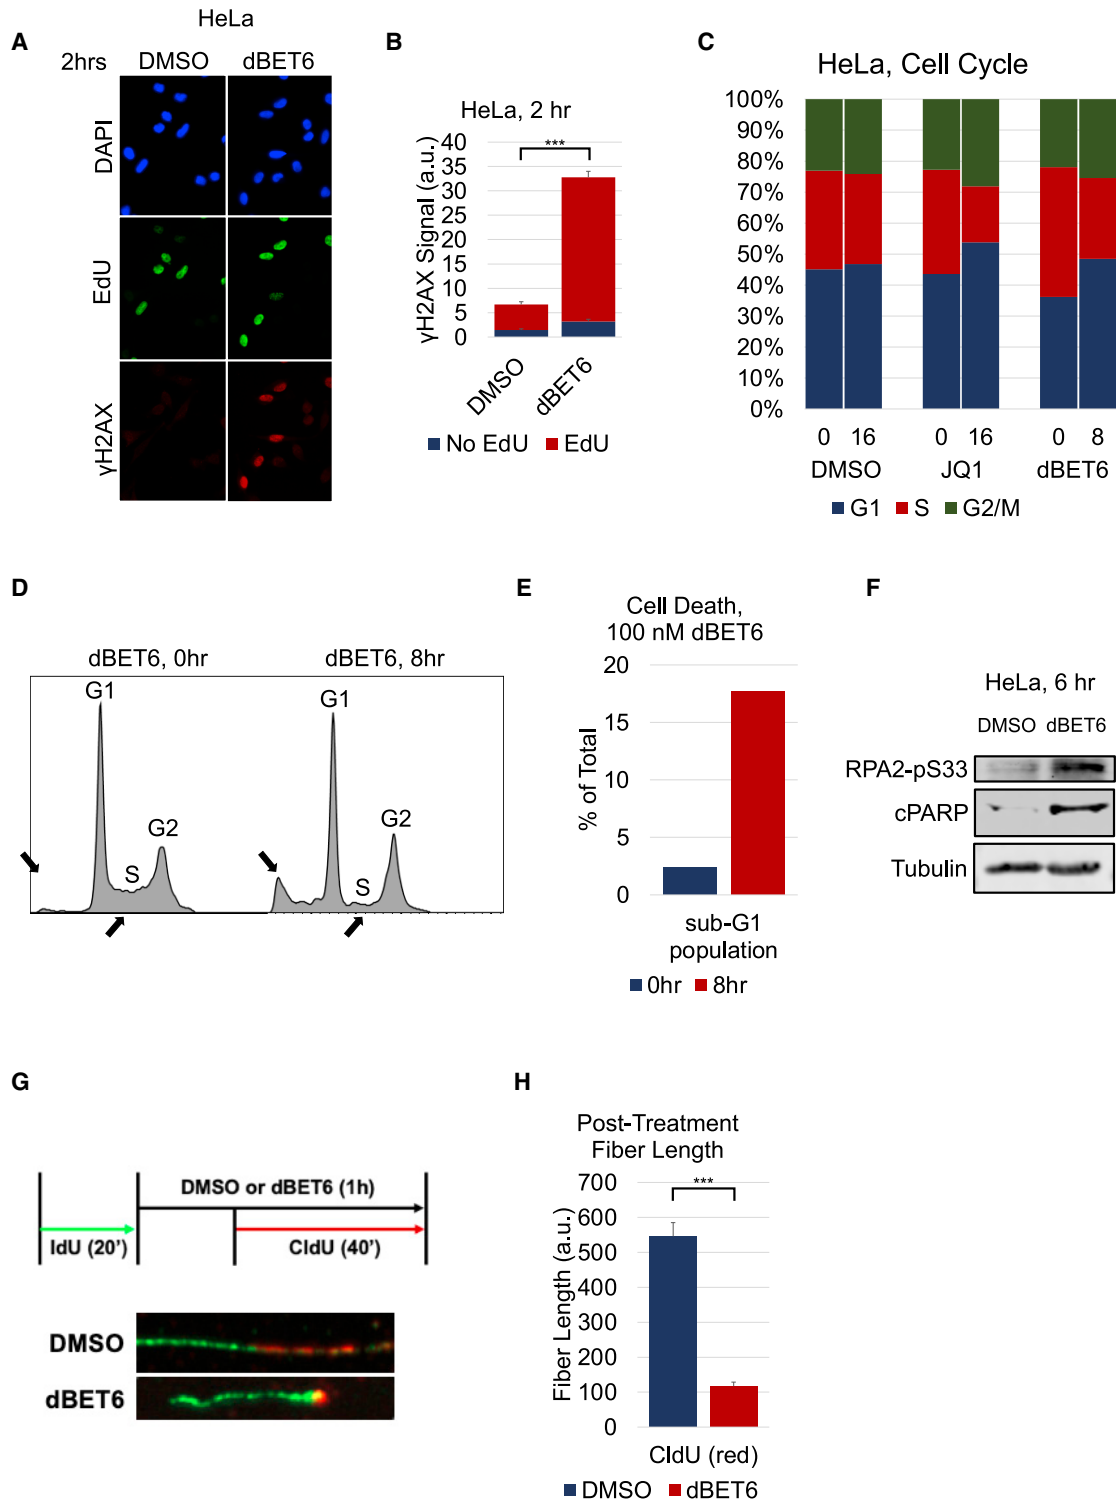 HeLa
A
2hrs
DMSO
dBET6
DAPI
EdU
γH2AX
B
HeLa, 2 hr
***
γH2AX Signal (a.u.)
40
35
30
25
20
15
10
5
0
DMSO
dBET6
No EdU
EdU
C
HeLa, Cell Cycle
100%
90%
80%
70%
60%
50%
40%
30%
20%
10%
0%
0 16 0 16 0 8
DMSO JQ1 dBET6
G1 S G2/M
D
dBET6, 0hr
dBET6, 8hr
G1
S
G2
G1
S
G2
E
Cell Death,
100 nM dBET6
% of Total
20
15
10
5
0
sub-G1
population
0hr 8hr
F
HeLa, 6 hr
DMSO dBET6
RPA2-pS33
cPARP
Tubulin
G
DMSO or dBET6 (1h)
IdU (20')
CldU (40')
DMSO
dBET6
H
Post-Treatment
Fiber Length
***
Fiber Length (a.u.)
700
600
500
400
300
200
100
0
CldU (red)
DMSO dBET6